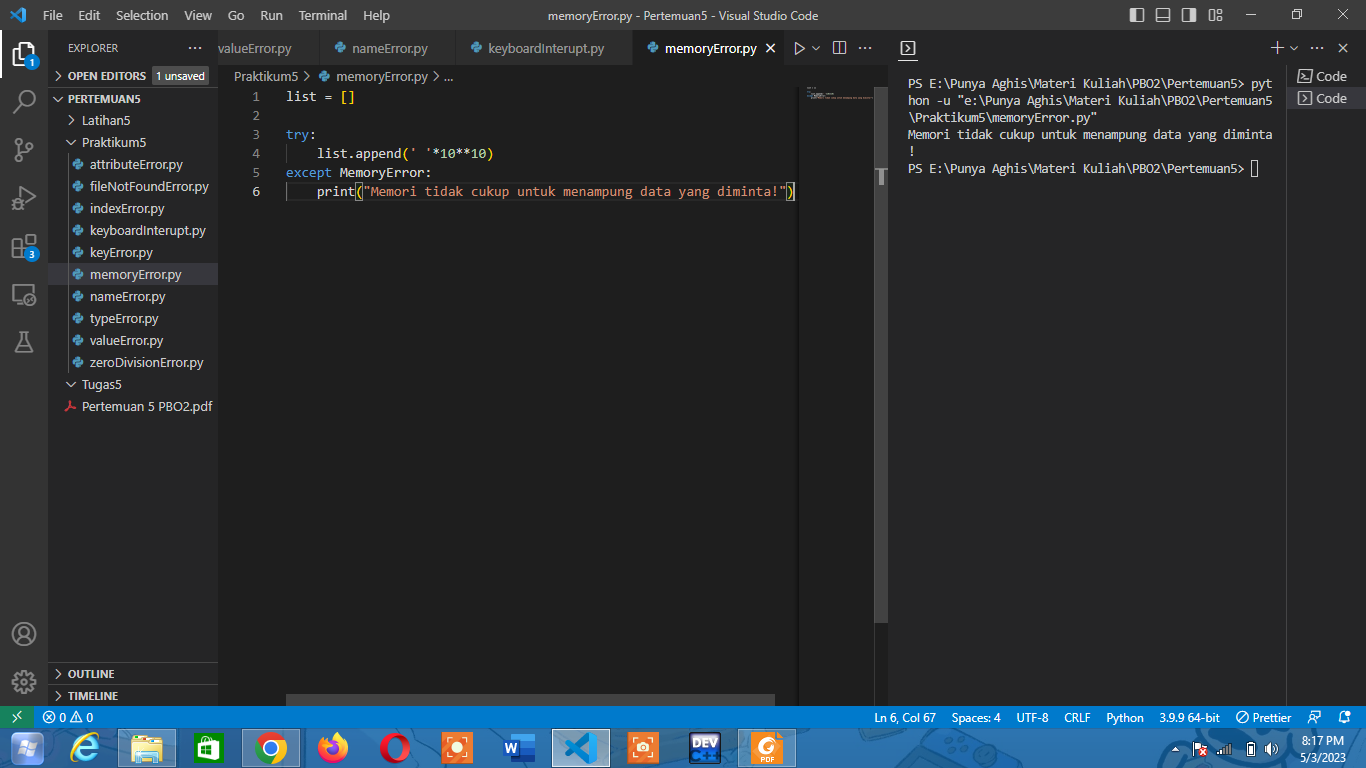 File Edit Selection View Go Run Terminal Help
memoryError.py - Pertemuan5 - Visual Studio Code
EXPLORER
OPEN EDITORS 1 unsaved
PERTEMUAN5
Latihan5
Praktikum5
attributeError.py
fileNotFoundError.py
indexError.py
keyboardInterupt.py
keyError.py
memoryError.py
nameError.py
typeError.py
valueError.py
zeroDivisionError.py
Tugas5
Pertemuan 5 PBO2.pdf
OUTLINE
TIMELINE
1
3
valueError.py nameError.py keyboardInterupt.py memoryError.py
Praktikum5 > memoryError.py > ...
1 list = []
2
3 try:
4 list.append(' '*10**10)
5 except MemoryError:
6 print("Memori tidak cukup untuk menampung data yang diminta!")
PS E:\Punya Aghis\Materi Kuliah\PBO2\Pertemuan5> pyt
hon -u "e:\Punya Aghis\Materi Kuliah\PBO2\Pertemuan5
\Praktikum5\memoryError.py"
Memori tidak cukup untuk menampung data yang diminta
!
PS E:\Punya Aghis\Materi Kuliah\PBO2\Pertemuan5>
Code
Code
0 0
Ln 6, Col 67 Spaces: 4 UTF-8 CRLF Python 3.9.9 64-bit Prettier
W
DEV C++
PDF
8:17 PM
5/3/2023